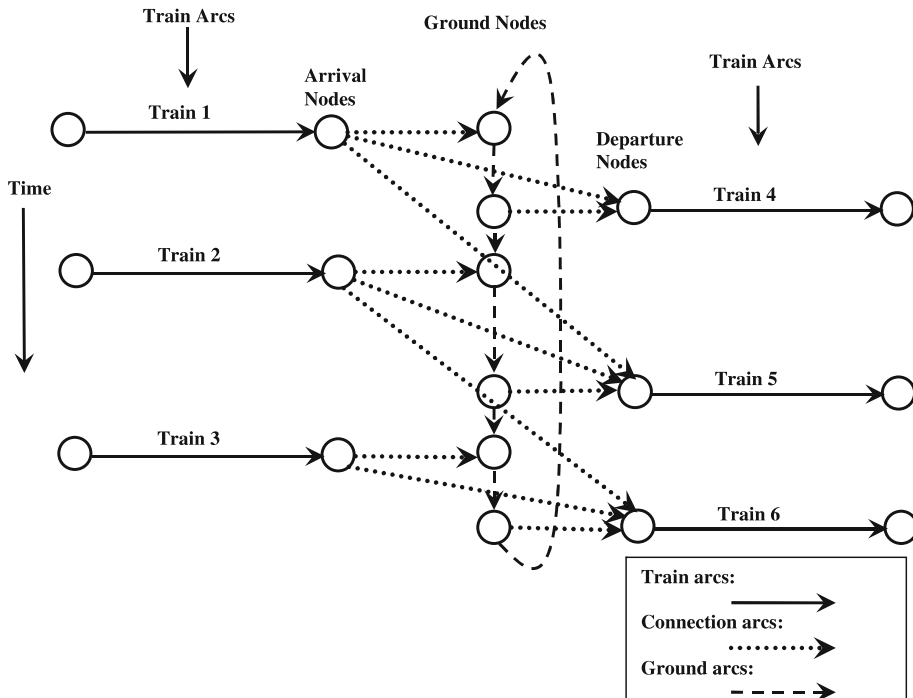 Train Arcs
Ground Nodes
Train Arcs
Arrival
Nodes
Train 1
Departure
Nodes
Time
Train 4
Train 2
Train 5
Train 3
Train 6
Train arcs:
Connection arcs:
Ground arcs: